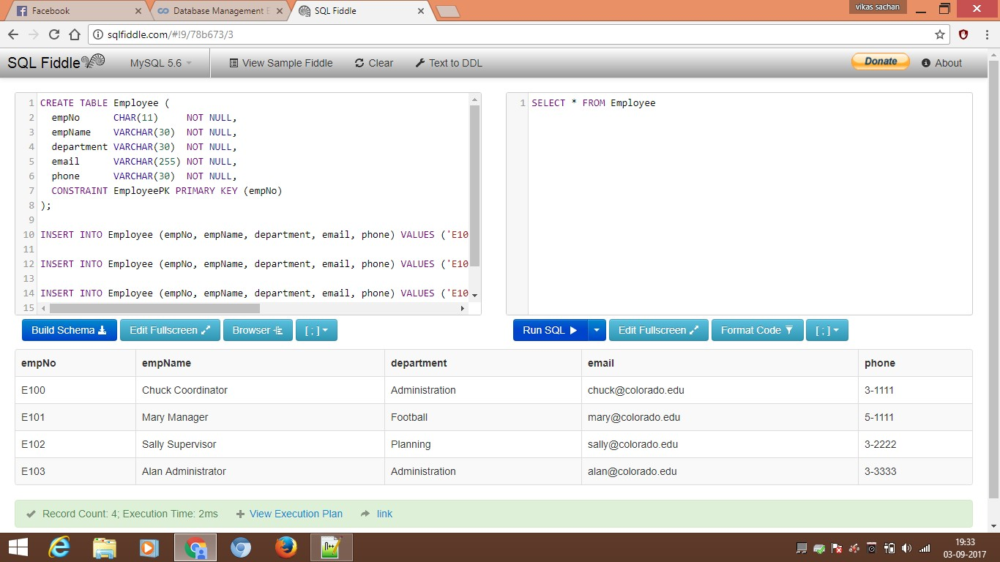 Facebook
Database Management E
SQL Fiddle
vikas sachan
sqlfiddle.com/#!9/78b673/3
SQL Fiddle
MySQL 5.6
View Sample Fiddle
Clear
Text to DDL
Donate
About
1 CREATE TABLE Employee (
2 empNo CHAR(11) NOT NULL,
3 empName VARCHAR(30) NOT NULL,
4 department VARCHAR(30) NOT NULL,
5 email VARCHAR(255) NOT NULL,
6 phone VARCHAR(30) NOT NULL,
7 CONSTRAINT EmployeePK PRIMARY KEY (empNo)
8 );
9
10 INSERT INTO Employee (empNo, empName, department, email, phone) VALUES ('E10
11
12 INSERT INTO Employee (empNo, empName, department, email, phone) VALUES ('E10
13
14 INSERT INTO Employee (empNo, empName, department, email, phone) VALUES ('E10
15
1 SELECT * FROM Employee
Build Schema
Edit Fullscreen
Browser
[ ; ]
Run SQL
Edit Fullscreen
Format Code
[ ; ]
empNo empName department email phone
E100 Chuck Coordinator Administration chuck@colorado.edu 3-1111
E101 Mary Manager Football mary@colorado.edu 5-1111
E102 Sally Supervisor Planning sally@colorado.edu 3-2222
E103 Alan Administrator Administration alan@colorado.edu 3-3333
Record Count: 4; Execution Time: 2ms
View Execution Plan
link
19:33
03-09-2017